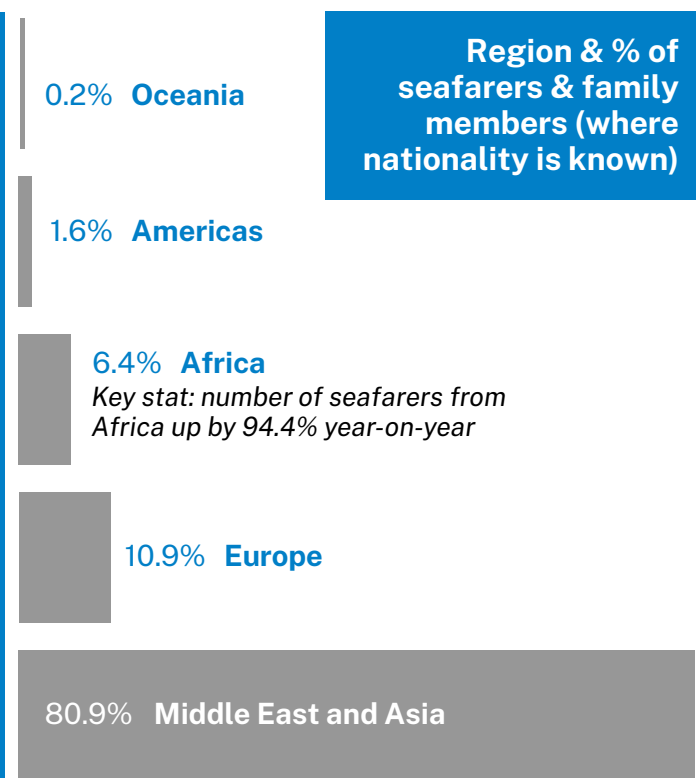 Region & % of
seafarers & family
members (where
nationality is known)
0.2% Oceania
1.6% Americas
6.4% Africa
Key stat: number of seafarers from
Africa up by 94.4% year-on-year
10.9% Europe
80.9% Middle East and Asia